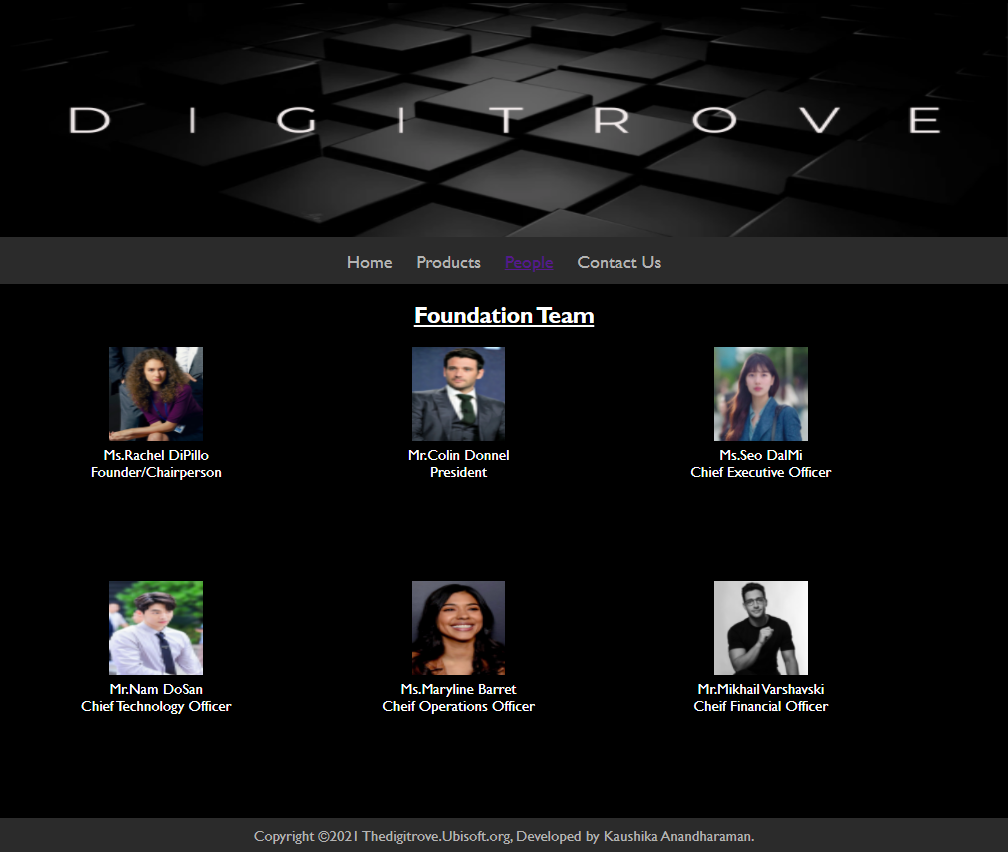 DIGITROVE
Home Products People Contact Us
Foundation Team
Ms.Rachel DiPillo Mr.Colin Donnel Ms.Seo DalMi
Founder/Chairperson President Chief Executive Officer
Mr.Nam DoSan Ms.Maryline Barret Mr.Mikhail Varshavski
Chief Technology Officer Cheif Operations Officer Cheif Financial Officer
Copyright ©2021 Thedigitrove.Ubisoft.org, Developed by Kaushika Anandharaman.